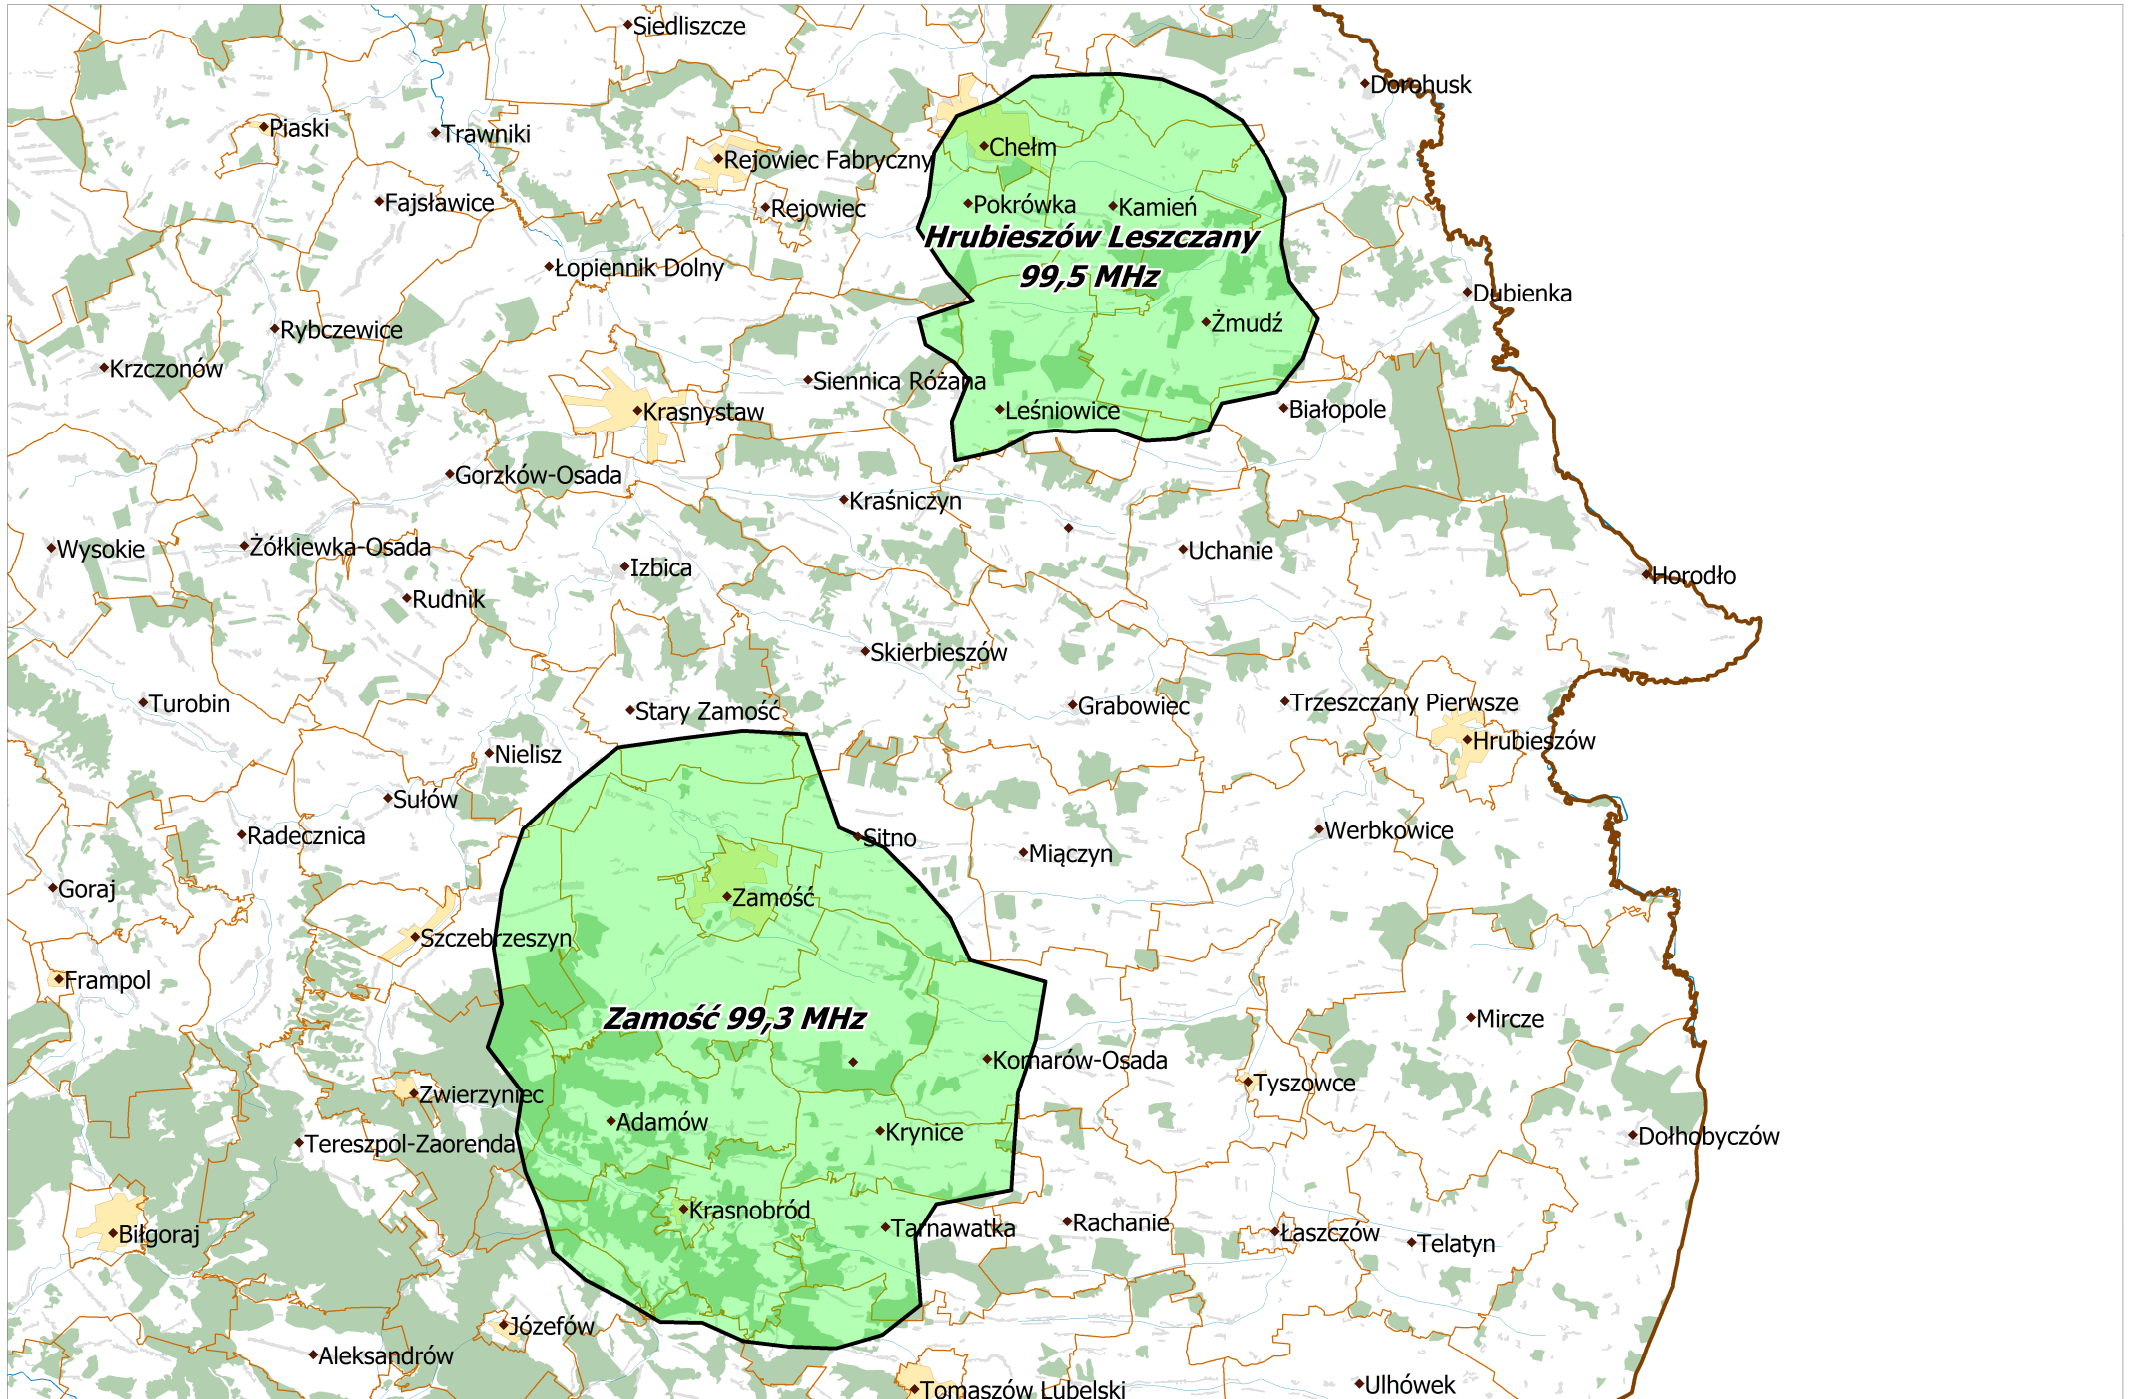 Siedliszcze
Dorohusk
Piaski
Trawniki
Chełm
Rejowiec Fabryczny
Fajsławice
Pokrówka
Kamień
Rejowiec
Hrubieszów Leszczany
99,5 MHz
Łopiennik Dolny
Dubienka
Żmudź
Rybczewice
Krzczonów
Siennica Różana
Krasnystaw
Leśniowice
Białopole
Gorzków-Osada
Kraśniczyn
Wysokie
Żółkiewka-Osada
Uchanie
Izbica
Horodło
Rudnik
Skierbieszów
Turobin
Stary Zamość
Grabowiec
Trzeszczany Pierwsze
Hrubieszów
Nielisz
Sułów
Radecznica
Sitno
Werbkowice
Miączyn
Goraj
Zamość
Szczebrzeszyn
Frampol
Zamość 99,3 MHz
Mircze
Komarów-Osada
Tyszowce
Zwierzyniec
Adamów
Krynice
Tereszpol-Zaorenda
Dołhobyczów
Krasnobród
Tarnawatka
Rachanie
Biłgoraj
Łaszczów
Telatyn
Józefów
Aleksandrów
Tomaszów Lubelski
Ulhówek